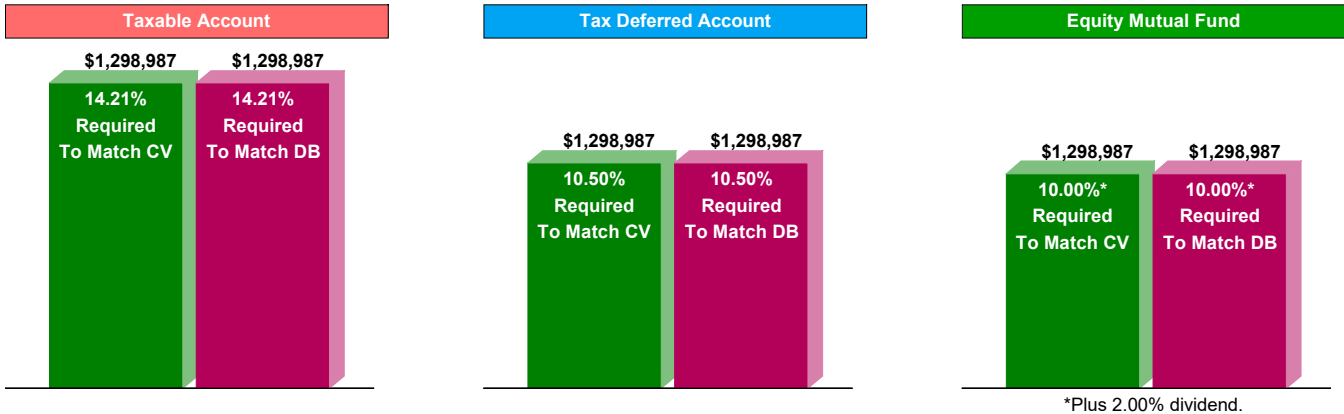 Taxable Account
$1,298,987
$1,298,987
14.21%
Required
To Match CV
14.21%
Required
To Match DB
Tax Deferred Account
$1,298,987
$1,298,987
10.50%
Required
To Match CV
10.50%
Required
To Match DB
Equity Mutual Fund
$1,298,987
$1,298,987
10.00%*
Required
To Match CV
10.00%*
Required
To Match DB
*Plus 2.00% dividend.